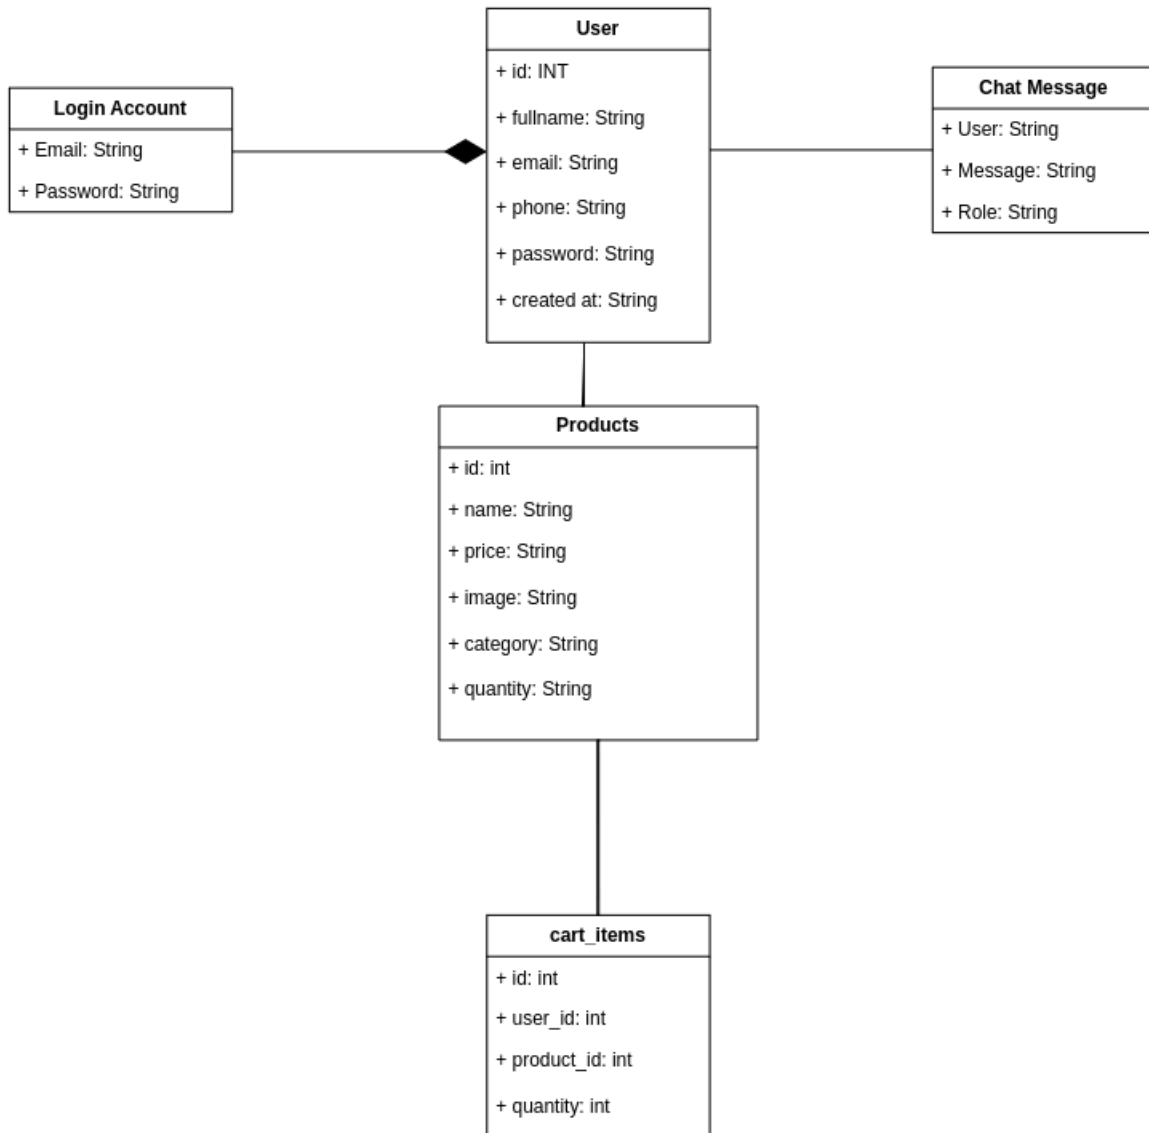 User
+ id: INT
+ fullname: String
+ email: String
+ phone: String
+ password: String
+ created at: String
Login Account
+ Email: String
+ Password: String
Chat Message
+ User: String
+ Message: String
+ Role: String
Products
+ id: int
+ name: String
+ price: String
+ image: String
+ category: String
+ quantity: String
cart_items
+ id: int
+ user_id: int
+ product_id: int
+ quantity: int